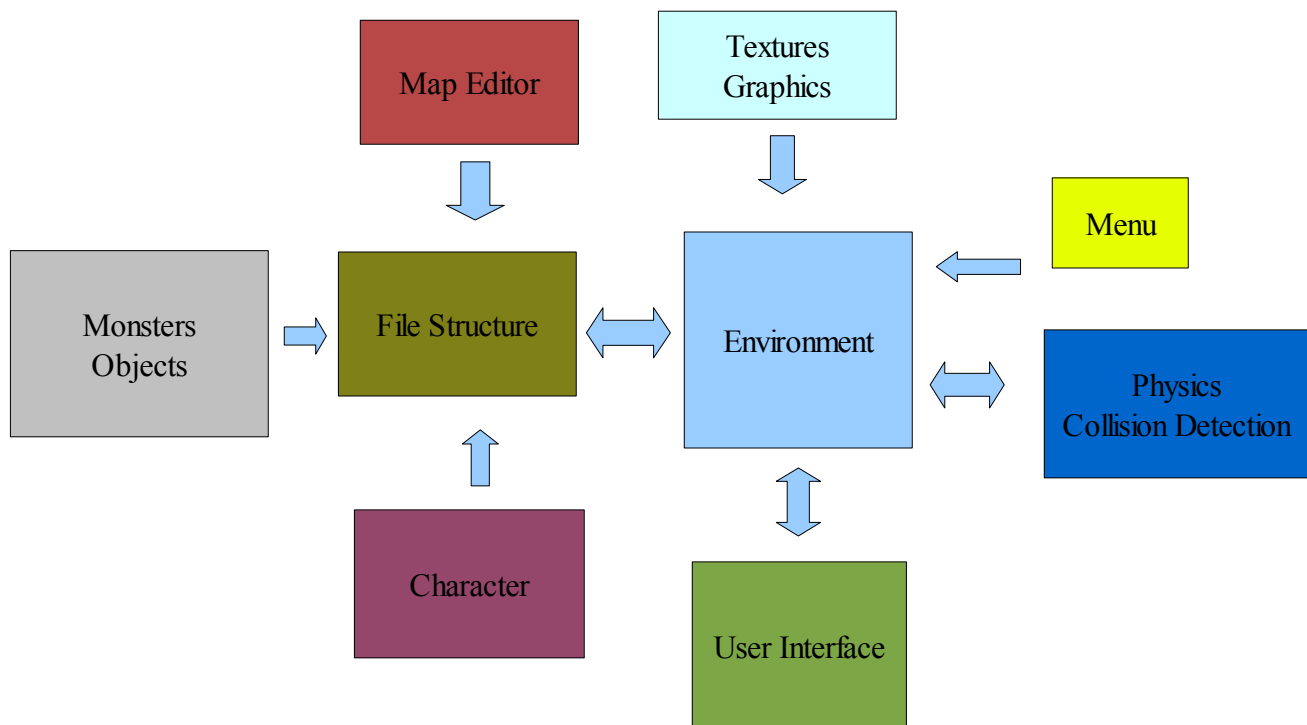 Map Editor
Textures
Graphics
Menu
Monsters
Objects
File Structure
Environment
Physics
Collision Detection
Character
User Interface